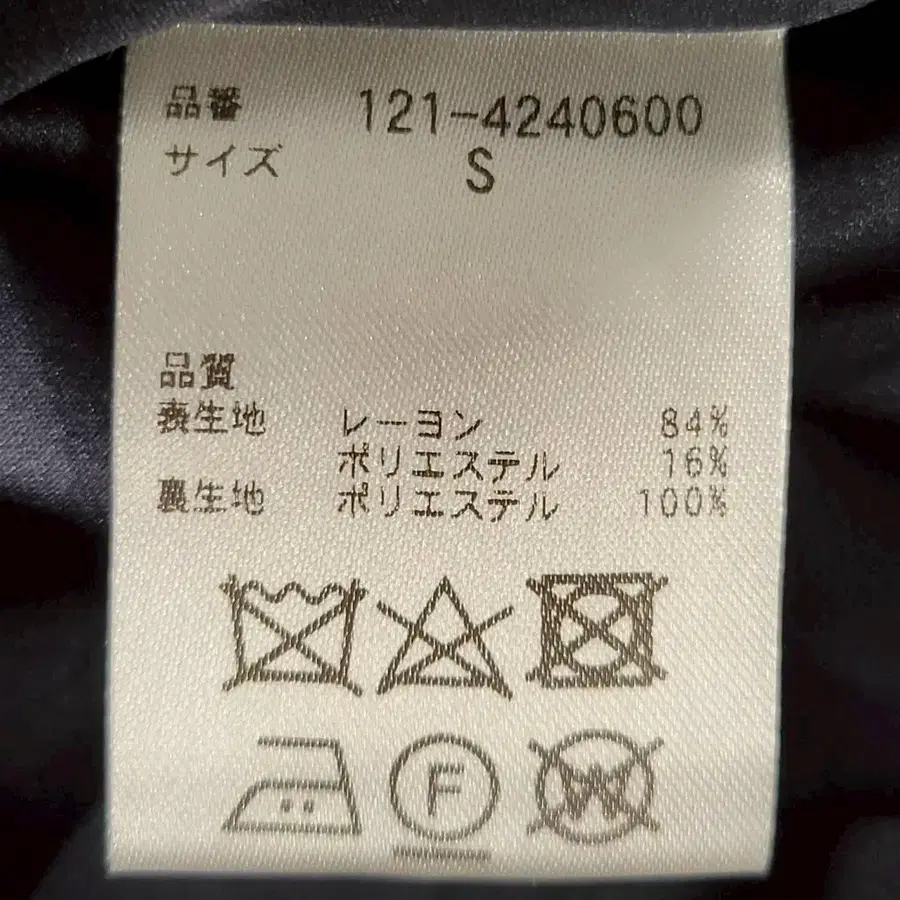 品番 121-4240600
サイズ S
品質
表生地 レーヨン 84%
ポリエステル 16%
裏生地 ポリエステル 100%
F
W